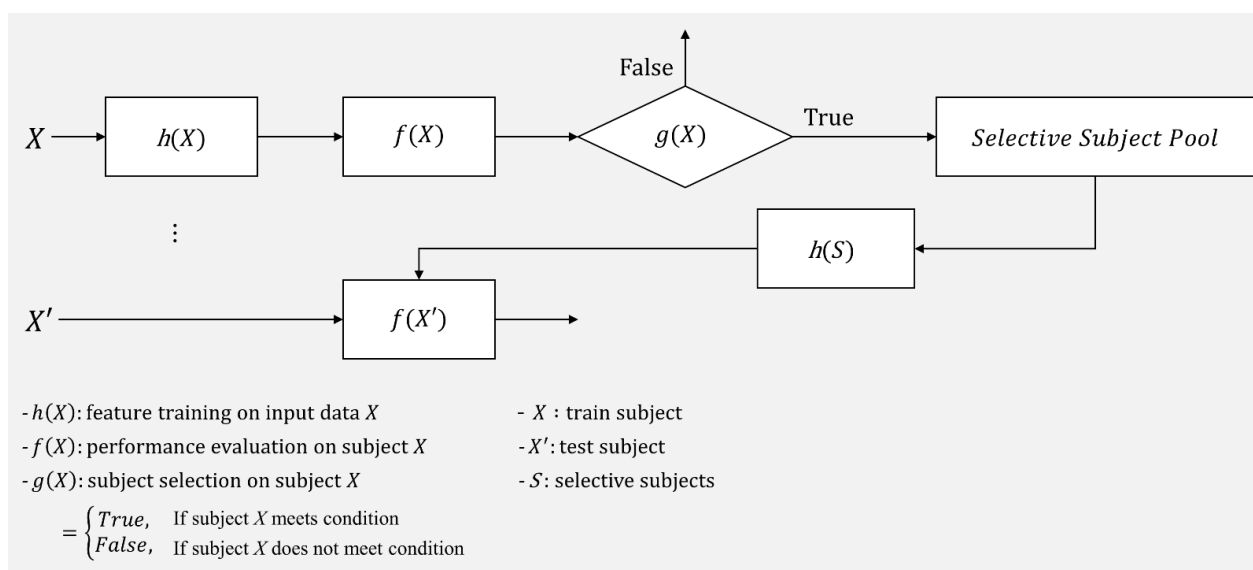 False
X
h(X)
f(X)
g(X)
True
Selective Subject Pool
⋮
h(S)
X′
f(X′)
- h(X): feature training on input data X
- X : train subject
- f(X): performance evaluation on subject X
- X′: test subject
- g(X): subject selection on subject X
- S: selective subjects
= { True, If subject X meets condition
False, If subject X does not meet condition